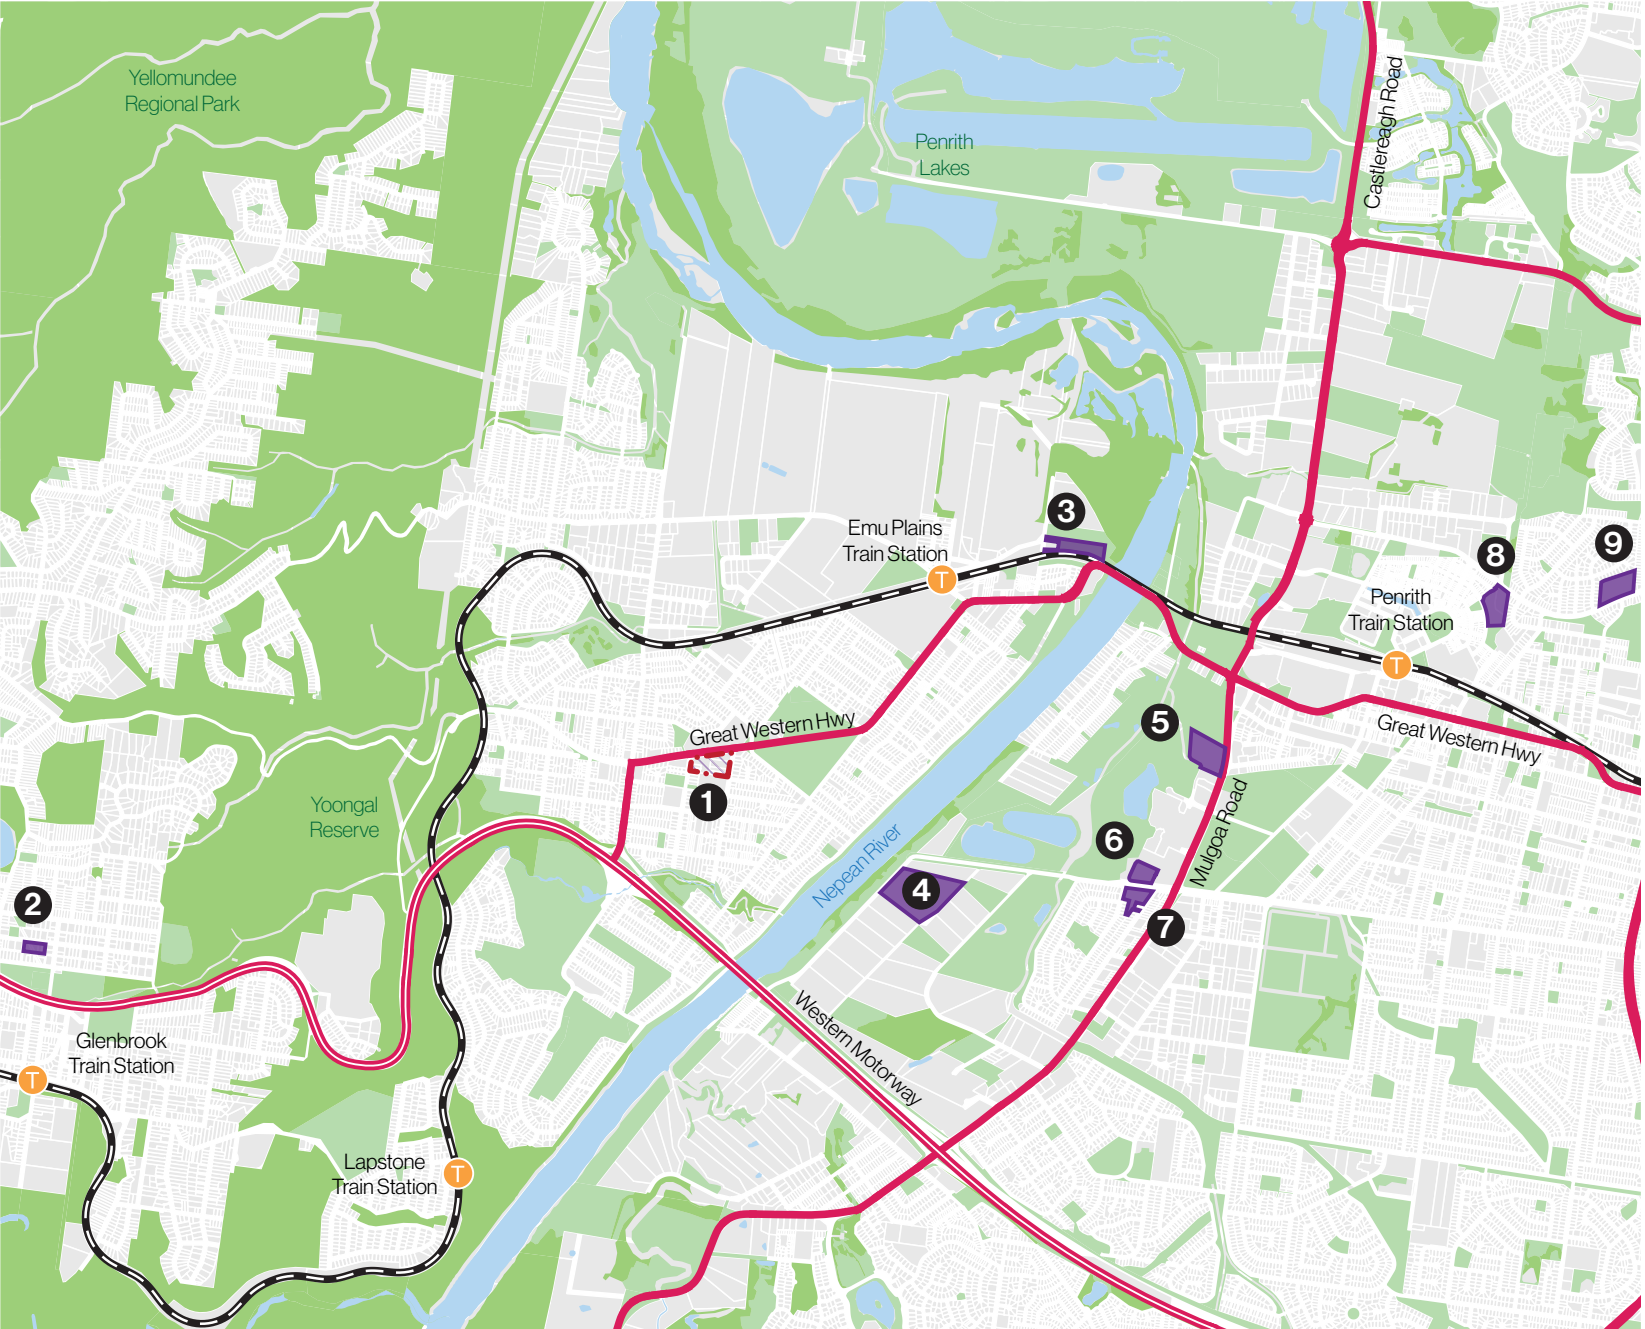 Yellomundee
Regional Park
Penrith
Lakes
Castlereagh Road
3
Emu Plains
Train Station
T
8
9
Penrith
Train Station
T
Great Western Hwy
5
Great Western Hwy
1
Yoongal
Reserve
Mulgoa Road
6
Nepean River
4
2
7
Western Motorway
Glenbrook
Train Station
T
Lapstone
Train Station
T